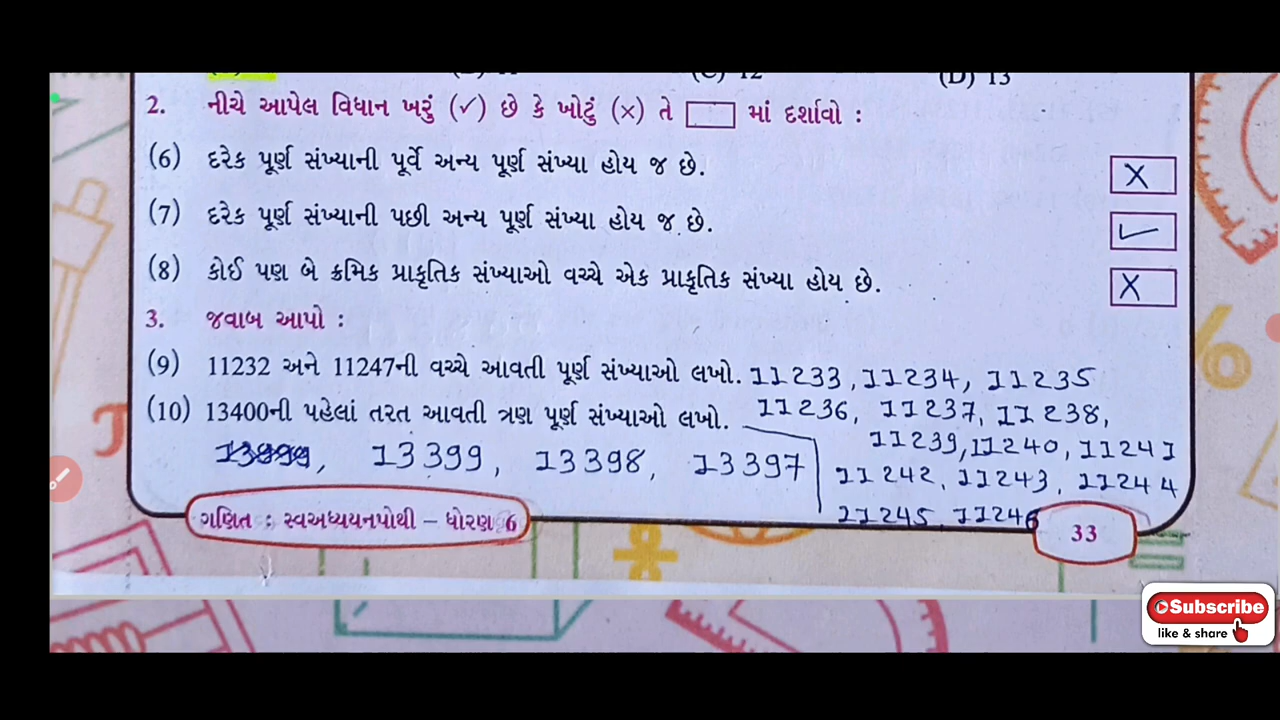 12
(D) 13
2. નીચે આપેલ વિધાન ખરું (✓) છે કે ખોટું (×) તે માં દર્શાવો :
(6) દરેક પૂર્ણ સંખ્યાની પૂર્વે અન્ય પૂર્ણ સંખ્યા હોય જ છે. ×
(7) દરેક પૂર્ણ સંખ્યાની પછી અન્ય પૂર્ણ સંખ્યા હોય જ છે. ✓
(8) કોઈ પણ બે ક્રમિક પ્રાકૃતિક સંખ્યાઓ વચ્ચે એક પ્રાકૃતિક સંખ્યા હોય છે. ×
3. જવાબ આપો :
(9) 11232 અને 11247ની વચ્ચે આવતી પૂર્ણ સંખ્યાઓ લખો. 11233, 11234, 11235
11236, 11237, 11238,
11239, 11240, 11241
11242, 11243, 11244
11245, 11246
(10) 13400ની પહેલાં તરત આવતી ત્રણ પૂર્ણ સંખ્યાઓ લખો.
13399, 13398, 13397
ગણિત : સ્વઅધ્યયનપોથી – ધોરણ 6
33
Subscribe
like & share